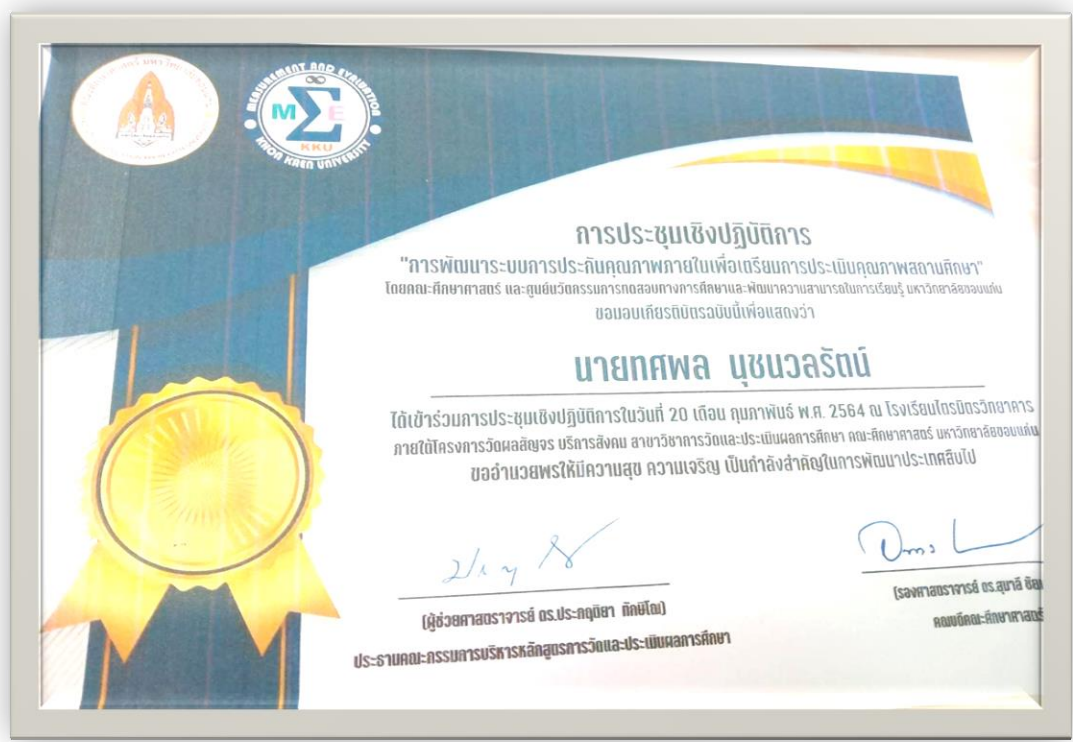 MEASUREMENT AND EVALUATION
M Σ E
KKU
KHON KAEN UNIVERSITY
การประชุมเชิงปฏิบัติการ
"การพัฒนาระบบการประกันคุณภาพภายในเพื่อเตรียมการประเมินคุณภาพสถานศึกษา"
โดยคณะศึกษาศาสตร์ และศูนย์นวัตกรรมการทดสอบทางการศึกษาและพัฒนาความสามารถในการเรียนรู้ มหาวิทยาลัยขอนแก่น
ขอมอบเกียรติบัตรฉบับนี้เพื่อแสดงว่า
นายทศพล นุชนวลรัตน์
ได้เข้าร่วมการประชุมเชิงปฏิบัติการในวันที่ 20 เดือน กุมภาพันธ์ พ.ศ. 2564 ณ โรงเรียนไตรมิตรวิทยาคาร
ภายใต้โครงการวัดผลสัญจร บริการสังคม สาขาวิชาการวัดและประเมินผลการศึกษา คณะศึกษาศาสตร์ มหาวิทยาลัยขอนแก่น
ขออำนวยพรให้มีความสุข ความเจริญ เป็นกำลังสำคัญในการพัฒนาประเทศสืบไป
(ผู้ช่วยศาสตราจารย์ ดร.ประกฤติยา ทักษิโณ)
(รองศาสตราจารย์ ดร.สุมาลี ชัย
ประธานคณะกรรมการบริหารหลักสูตรการวัดและประเมินผลการศึกษา
คณบดีคณะศึกษาศาสตร์